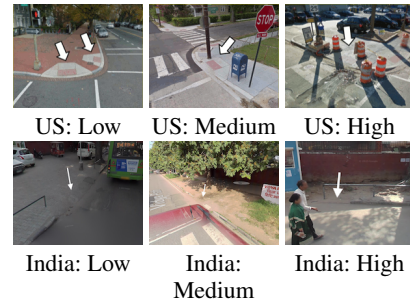 STOP
US: Low
US: Medium
US: High
India: Low
India:
Medium
India: High